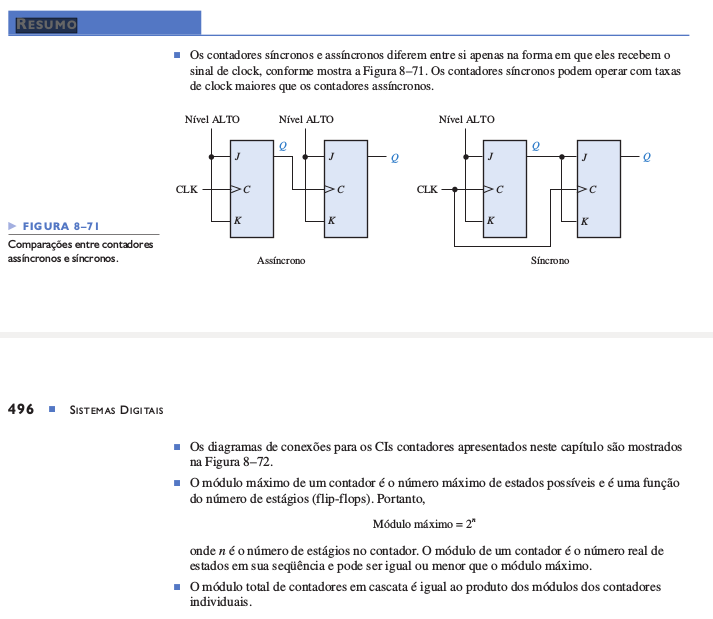 RESUMO
■ Os contadores síncronos e assíncronos diferem entre si apenas na forma em que eles recebem o
sinal de clock, conforme mostra a Figura 8–71. Os contadores síncronos podem operar com taxas
de clock maiores que os contadores assíncronos.
Nível ALTO Nível ALTO Nível ALTO
Q Q
J J Q J J Q
CLK C C CLK C C
K K K K
▶ FIGURA 8–71
Comparações entre contadores
assíncronos e síncronos.
Assíncrono Síncrono
496 ■ SISTEMAS DIGITAIS
■ Os diagramas de conexões para os CIs contadores apresentados neste capítulo são mostrados
na Figura 8–72.
■ O módulo máximo de um contador é o número máximo de estados possíveis e é uma função
do número de estágios (flip-flops). Portanto,
Módulo máximo = 2ⁿ
onde n é o número de estágios no contador. O módulo de um contador é o número real de
estados em sua seqüência e pode ser igual ou menor que o módulo máximo.
■ O módulo total de contadores em cascata é igual ao produto dos módulos dos contadores
individuais.